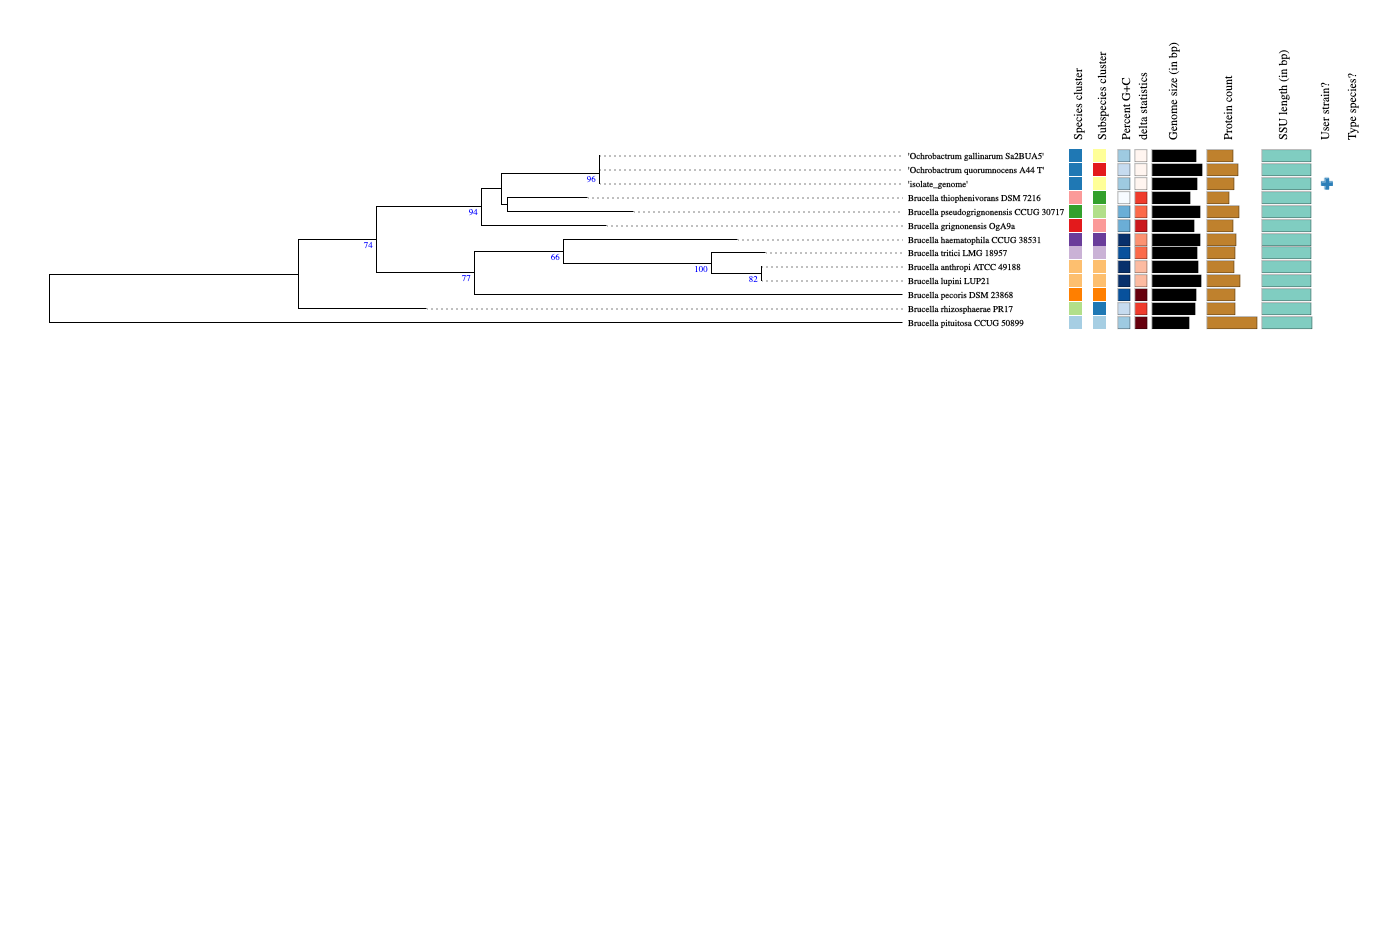 Species cluster
Subspecies cluster
Percent G+C
delta statistics
Genome size (in bp)
Protein count
SSU length (in bp)
User strain?
Type species?
'Ochrobactrum gallinarum Sa2BUA5'
'Ochrobactrum quorumnocens A44 T'
96
'isolate_genome'
Brucella thiophenivorans DSM 7216
94
Brucella pseudogrignonensis CCUG 30717
Brucella grignonensis OgA9a
74
Brucella haematophila CCUG 38531
66
Brucella tritici LMG 18957
100
Brucella anthropi ATCC 49188
77
82
Brucella lupini LUP21
Brucella pecoris DSM 23868
Brucella rhizosphaerae PR17
Brucella pituitosa CCUG 50899